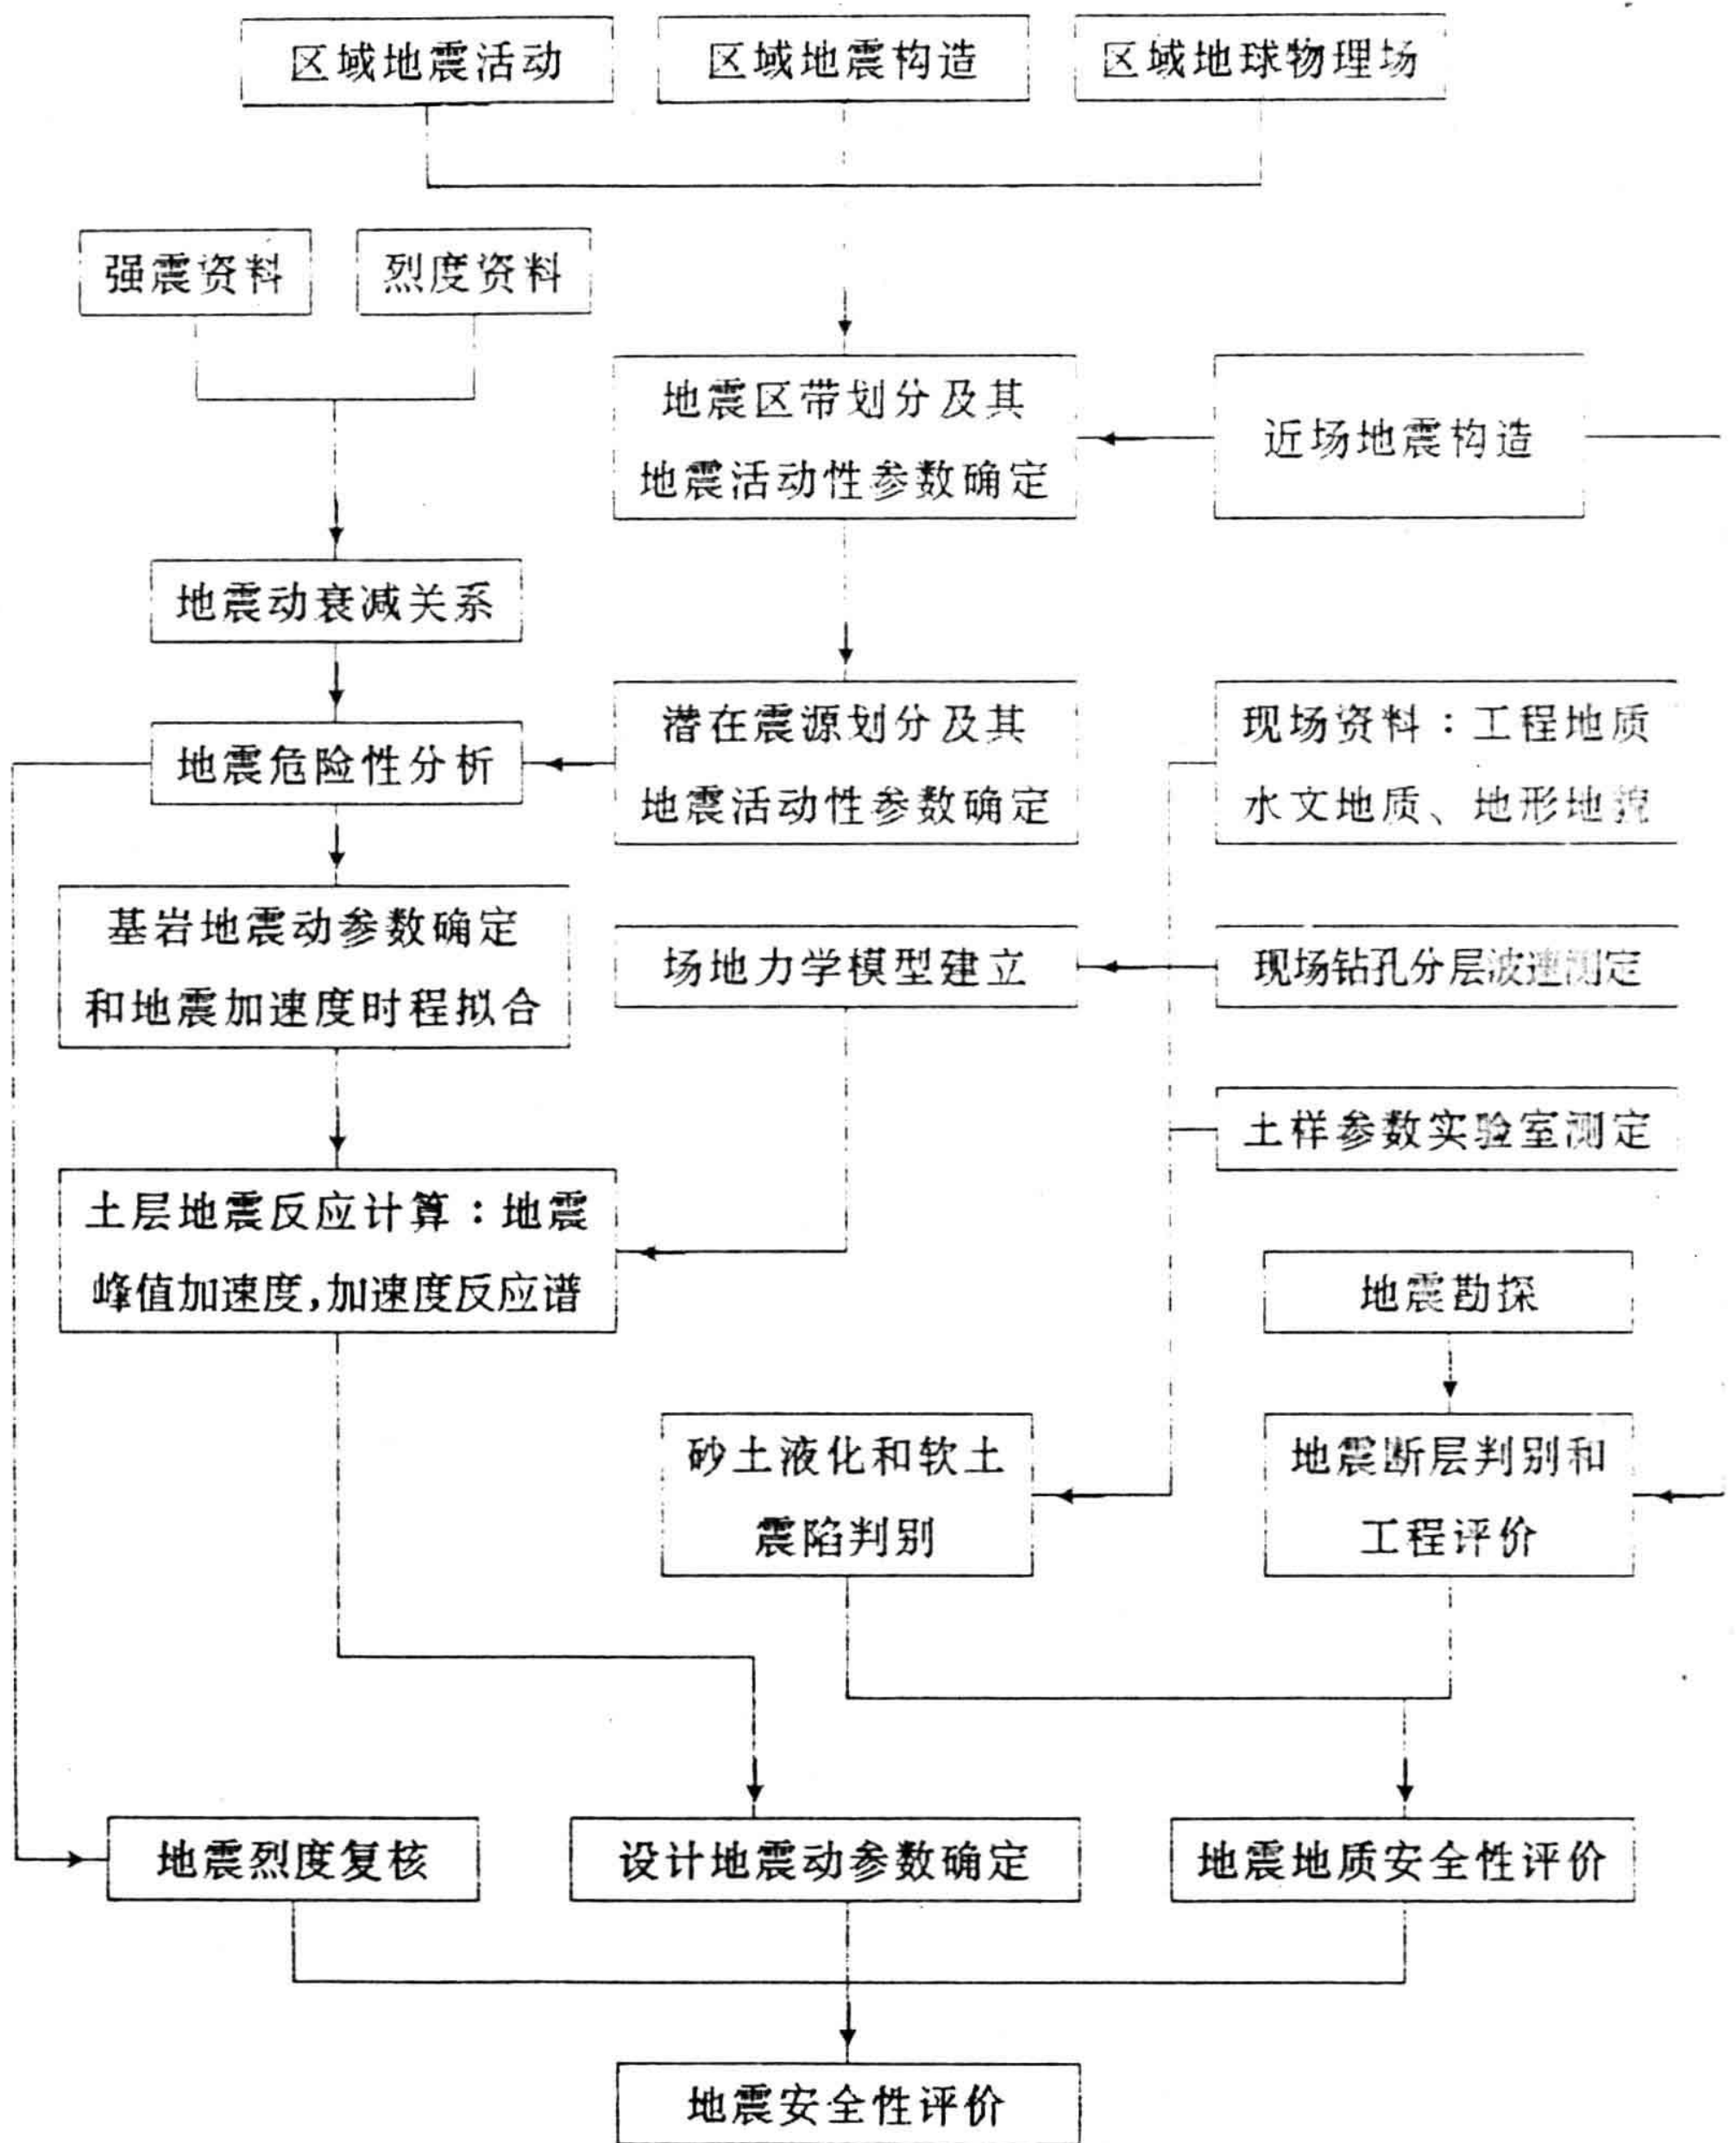 区域地震活动
区域地震构造
区域地球物理场
强震资料
烈度资料
地震区带划分及其
地震活动性参数确定
近场地震构造
地震动衰减关系
地震危险性分析
潜在震源划分及其
地震活动性参数确定
现场资料：工程地质
水文地质、地形地貌
基岩地震动参数确定
和地震加速度时程拟合
场地力学模型建立
现场钻孔分层波速测定
土样参数实验室测定
土层地震反应计算：地震
峰值加速度,加速度反应谱
地震勘探
砂土液化和软土
震陷判别
地震断层判别和
工程评价
地震烈度复核
设计地震动参数确定
地震地质安全性评价
地震安全性评价